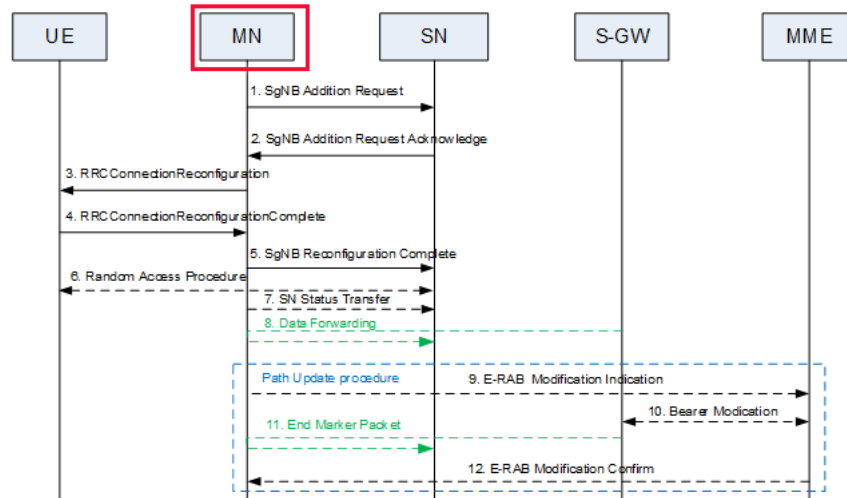 UE MN SN S-GW MME
1. SgNB Addition Request
2. SgNB Addition Request Acknowledge
3. RRCConnectionReconfiguration
4. RRCConnectionReconfigurationComplete
5. SgNB Reconfiguration Complete
6. Random Access Procedure
7. SN Status Transfer
8. Data Forwarding
Path Update procedure 9. E-RAB Modification Indication
10. Bearer Modication
11. End Marker Packet
12. E-RAB Modification Confirm